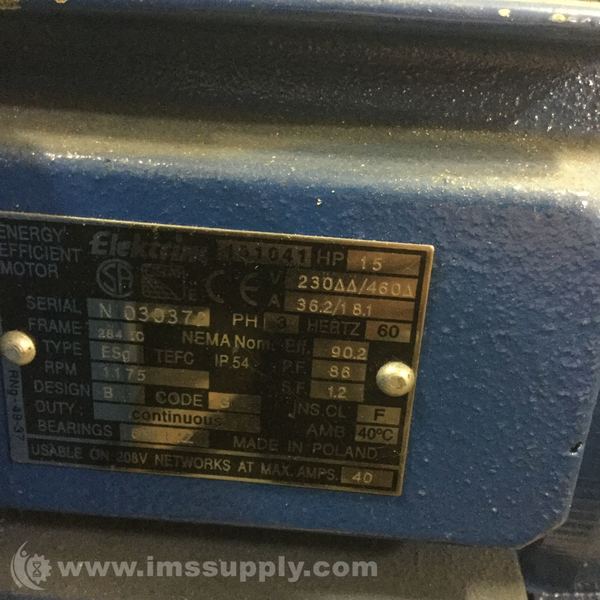 ENERGY EFFICIENT MOTOR
Elektrim HP 15
V 230ΔΔ/460Δ
A 36.2/18.1
SERIAL N 030372 PH 3 HERTZ 60
FRAME NEMA Nom. Eff. 90.2
TYPE ESg TEFC IP 54 P.F. 86
RPM 1175 S.F. 1.2
DESIGN B CODE INS.CL. F
DUTY: continuous AMB 40°C
BEARINGS MADE IN POLAND
USABLE ON 208V NETWORKS AT MAX. AMPS. 40
www.imssupply.com